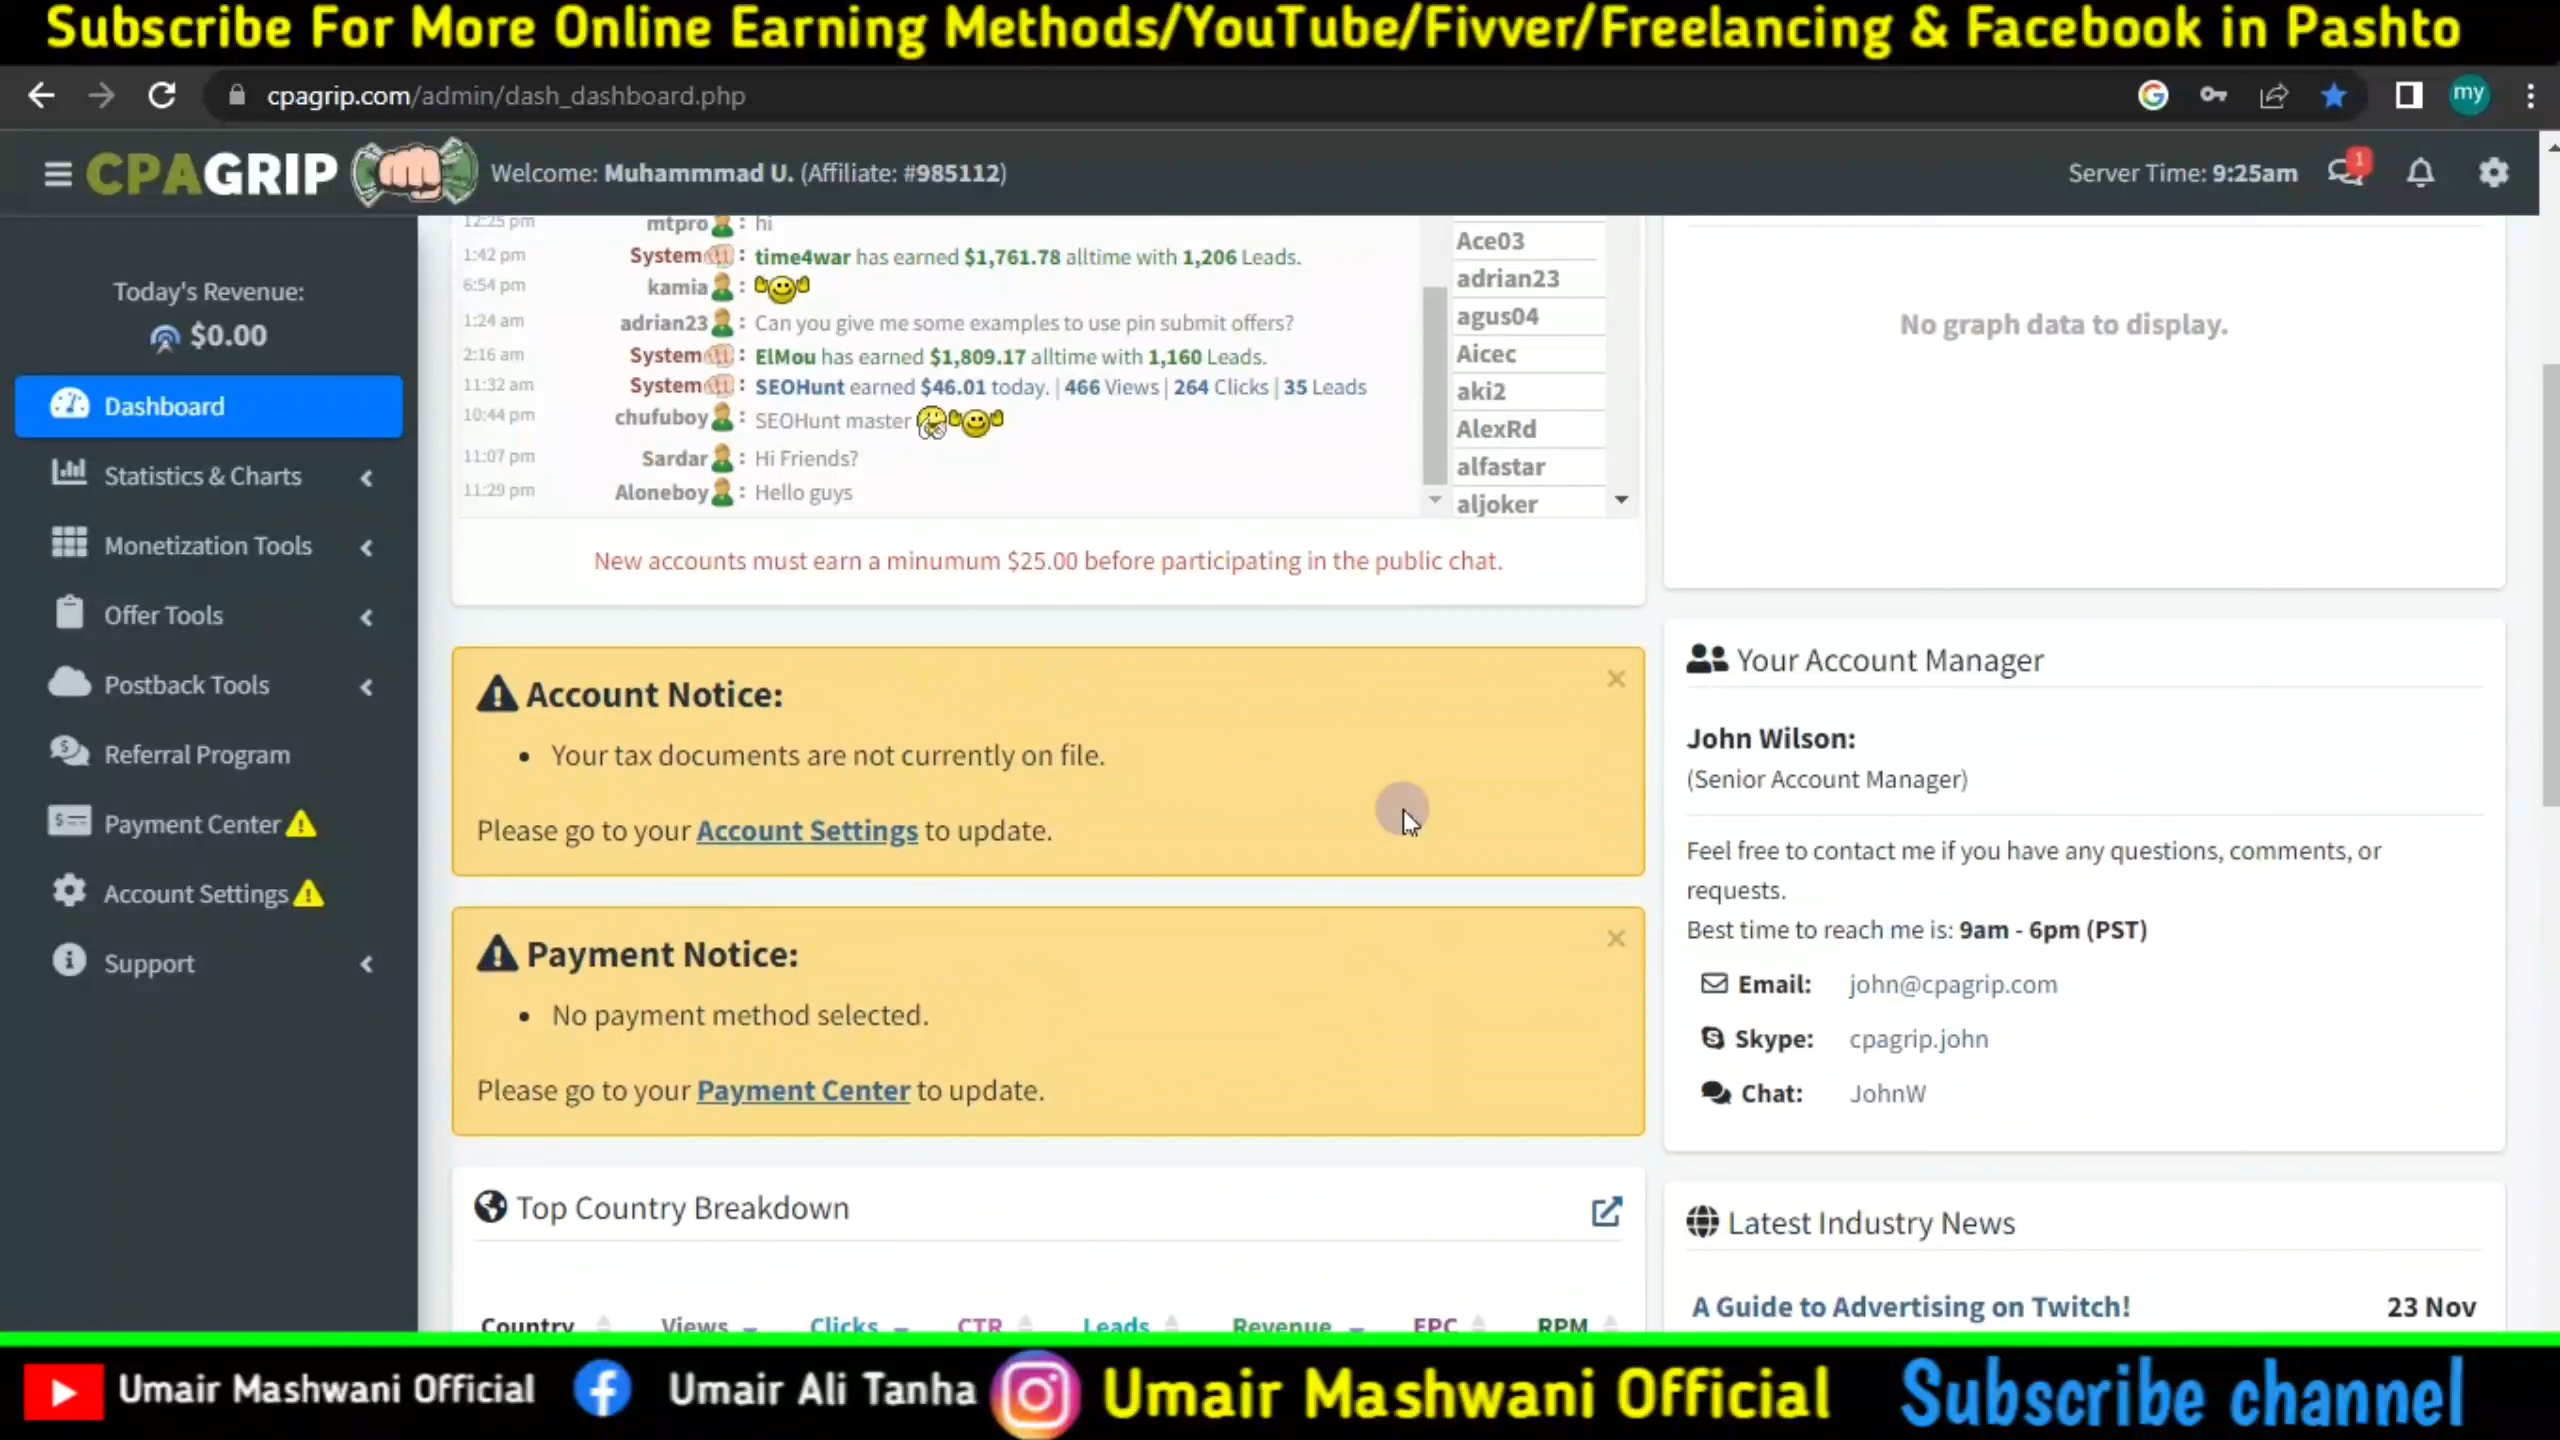 Subscribe For More Online Earning Methods/YouTube/Fivver/Freelancing & Facebook in Pashto
cpagrip.com/admin/dash_dashboard.php
my
CPAGRIP
Welcome: Muhammmad U. (Affiliate: #985112)
Server Time: 9:25am
1
Today's Revenue:
$0.00
Dashboard
Statistics & Charts
Monetization Tools
Offer Tools
Postback Tools
Referral Program
Payment Center
Account Settings
Support
12:25 pm mtpro : hi
1:42 pm System : time4war has earned $1,761.78 alltime with 1,206 Leads.
6:54 pm kamia :
1:24 am adrian23 : Can you give me some examples to use pin submit offers?
2:16 am System : ElMou has earned $1,809.17 alltime with 1,160 Leads.
11:32 am System : SEOHunt earned $46.01 today. | 466 Views | 264 Clicks | 35 Leads
10:44 pm chufuboy : SEOHunt master
11:07 pm Sardar : Hi Friends?
11:29 pm Aloneboy : Hello guys
Ace03
adrian23
agus04
Aicec
aki2
AlexRd
alfastar
aljoker
New accounts must earn a minumum $25.00 before participating in the public chat.
No graph data to display.
Account Notice:
• Your tax documents are not currently on file.
Please go to your Account Settings to update.
Payment Notice:
• No payment method selected.
Please go to your Payment Center to update.
Top Country Breakdown
Country Views Clicks CTR Leads Revenue EPC RPM
Your Account Manager
John Wilson:
(Senior Account Manager)
Feel free to contact me if you have any questions, comments, or
requests.
Best time to reach me is: 9am - 6pm (PST)
Email: john@cpagrip.com
Skype: cpagrip.john
Chat: JohnW
Latest Industry News
A Guide to Advertising on Twitch! 23 Nov
Umair Mashwani Official Umair Ali Tanha Umair Mashwani Official Subscribe channel